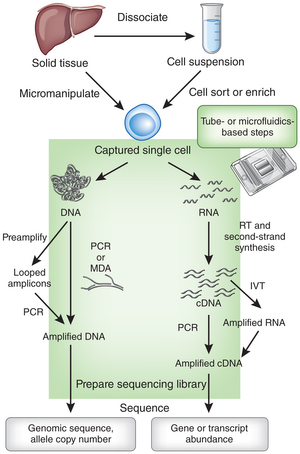 Dissociate
Solid tissue
Cell suspension
Micromanipulate
Cell sort or enrich
Tube- or microfluidics-
based steps
Captured single cell
DNA
RNA
Preamplify
PCR
or
MDA
RT and
second-strand
synthesis
Looped
amplicons
cDNA
IVT
PCR
PCR
Amplified RNA
Amplified DNA
Amplified cDNA
Prepare sequencing library
Sequence
Genomic sequence,
allele copy number
Gene or transcript
abundance